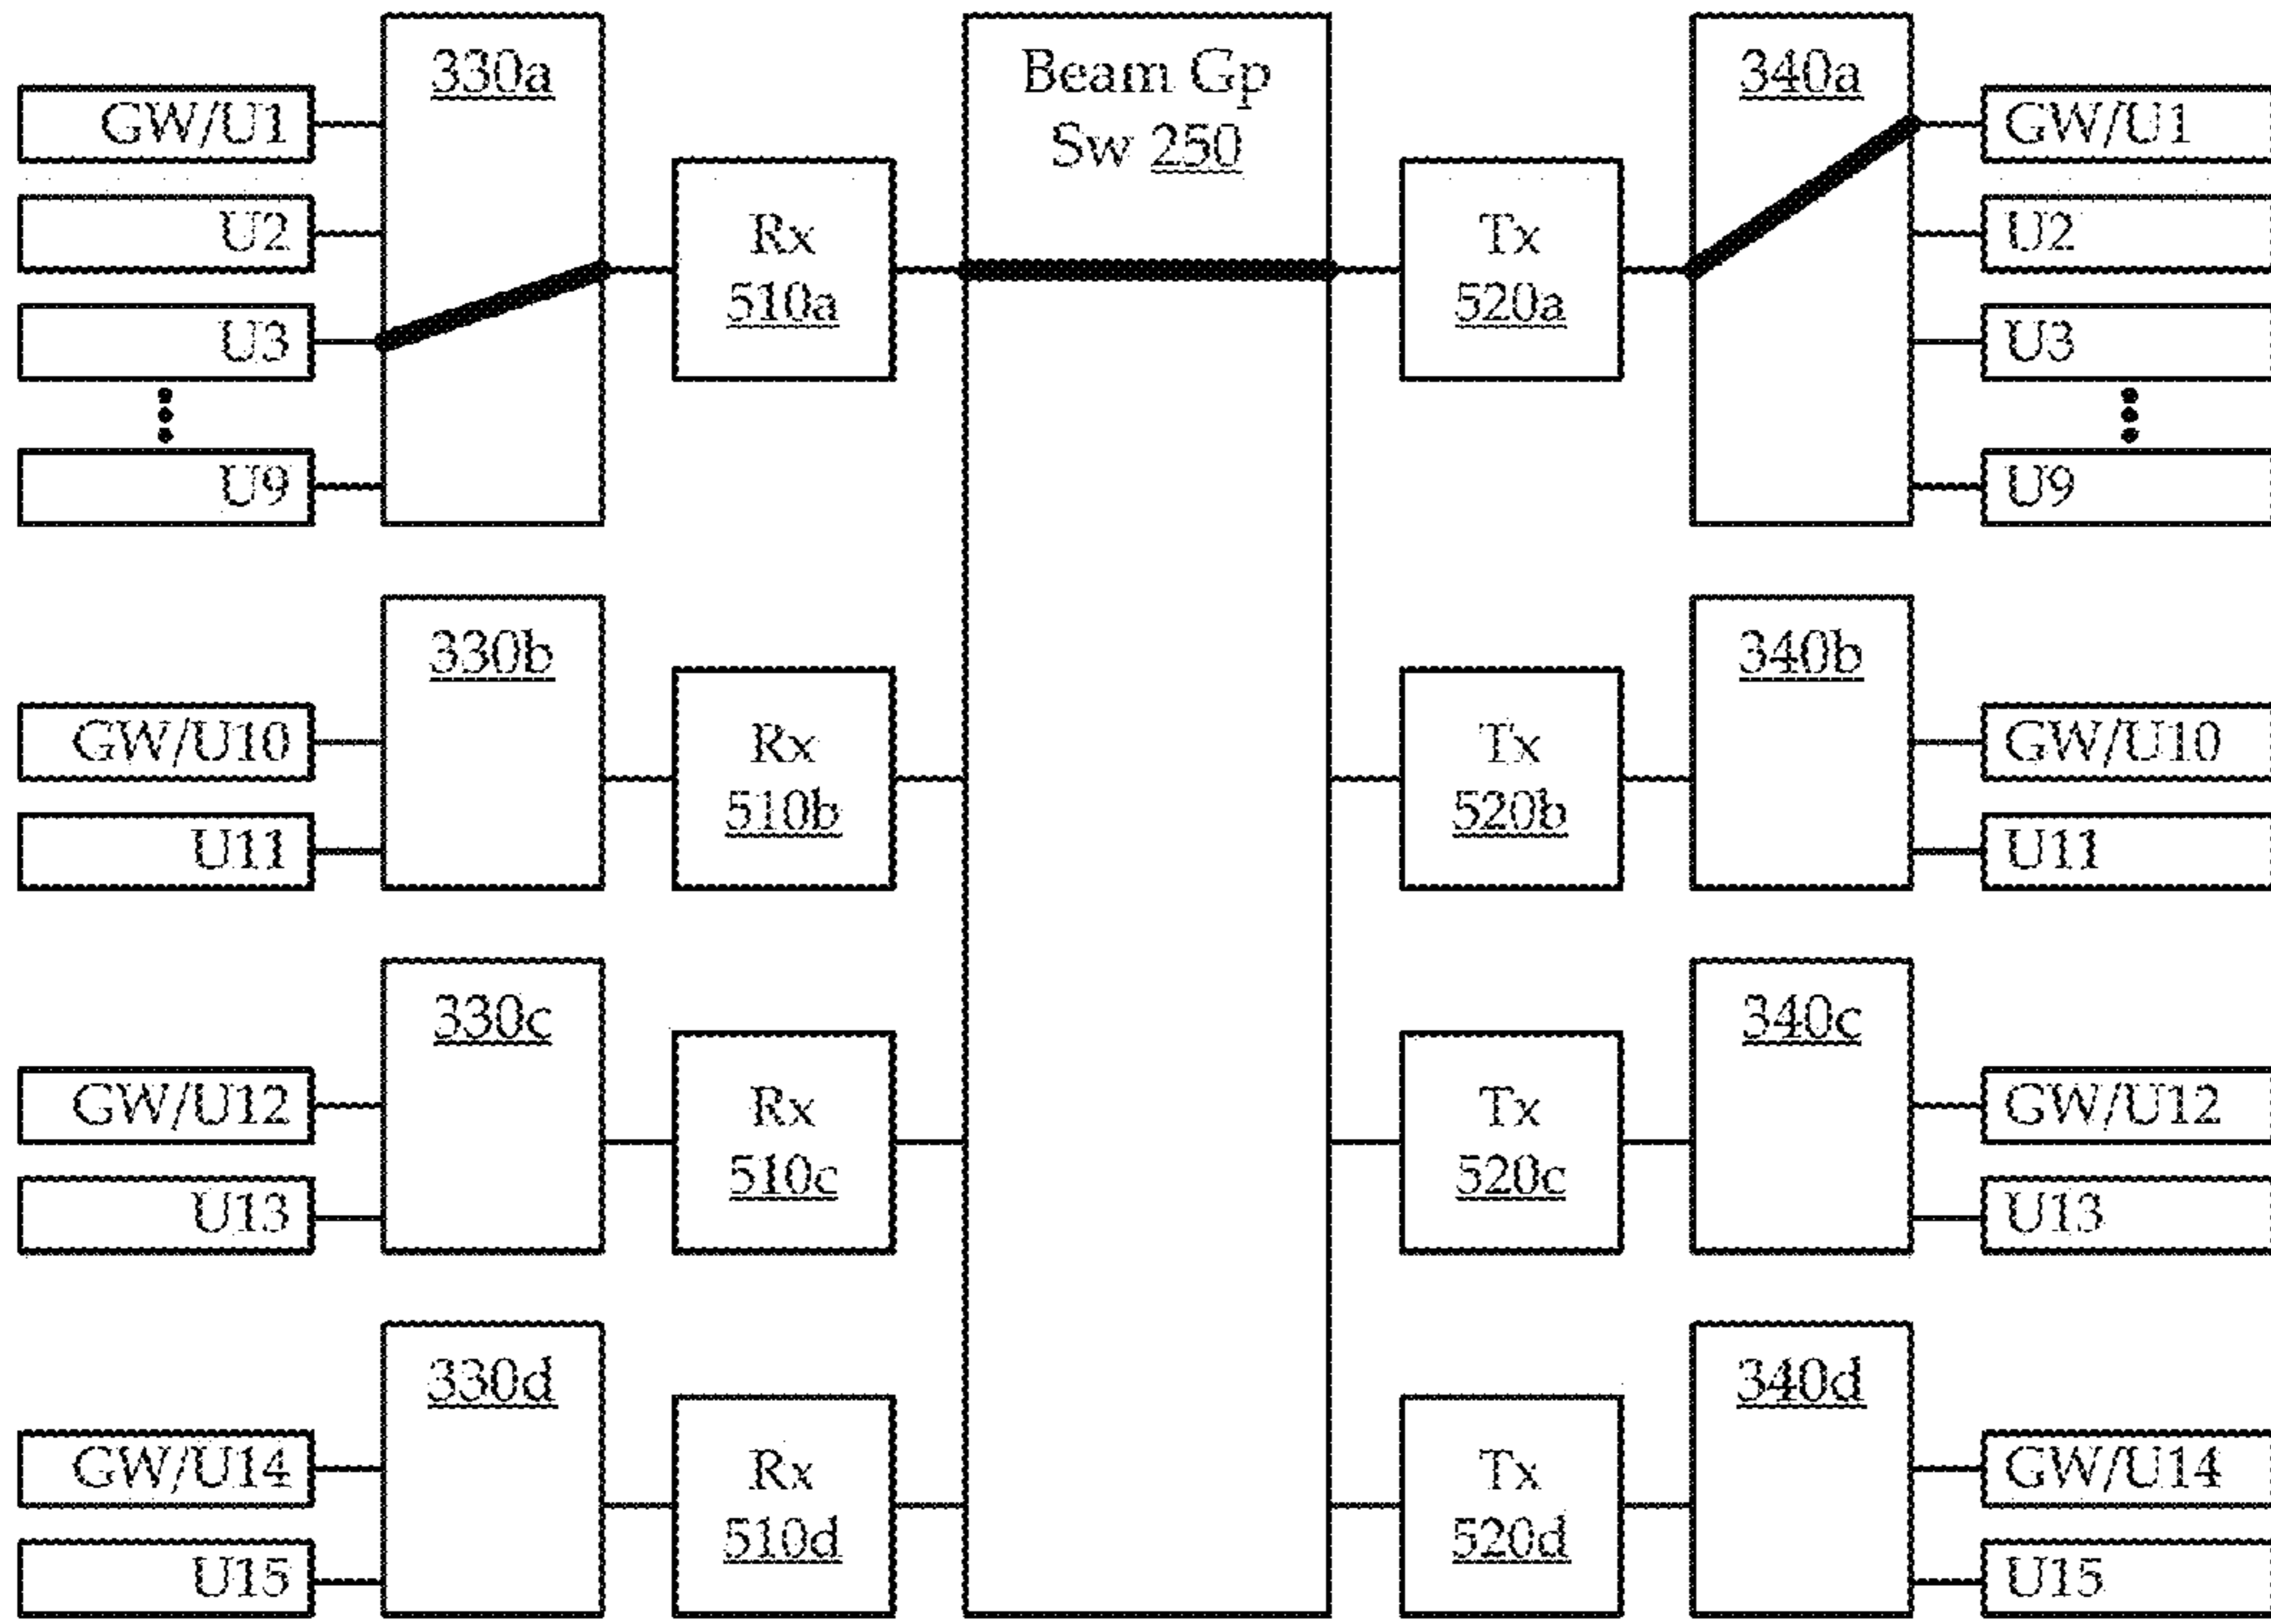 330a
Beam Gp
Sw 250
340a
GW/U1
GW/U1
U2
Rx
510a
Tx
520a
U2
U3
U3
U9
U9
330b
340b
GW/U10
Rx
510b
Tx
520b
GW/U10
U11
U11
330c
340c
GW/U12
Rx
510c
Tx
520c
GW/U12
U13
U13
330d
340d
GW/U14
Rx
510d
Tx
520d
GW/U14
U15
U15